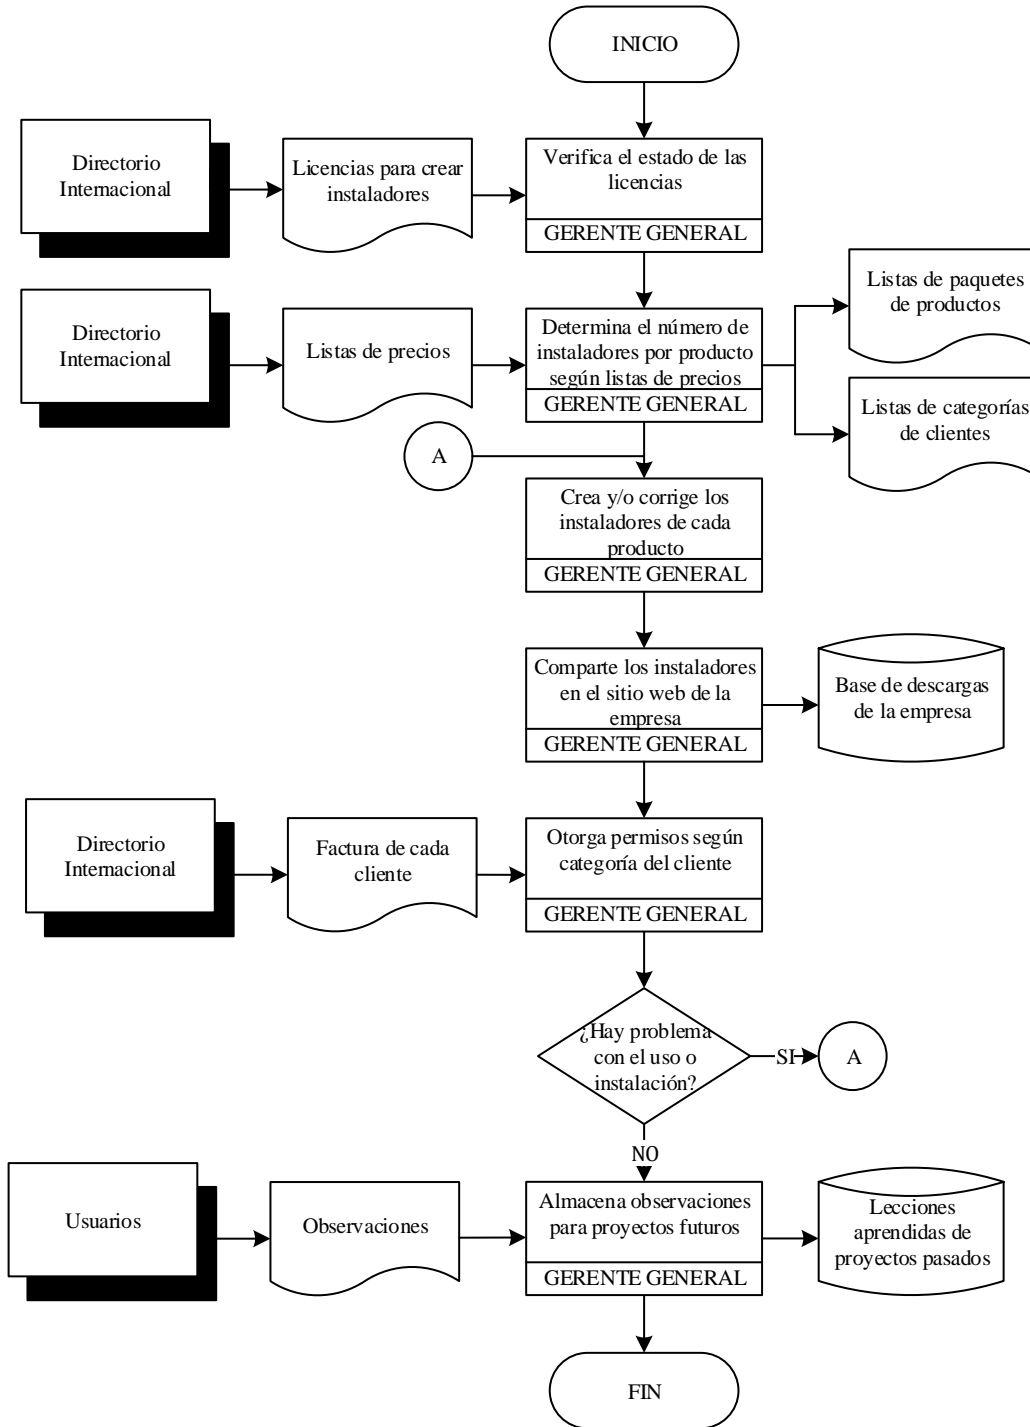 INICIO
Directorio
Internacional
Licencias para crear
instaladores
Verifica el estado de las
licencias
GERENTE GENERAL
Directorio
Internacional
Listas de precios
Determina el número de
instaladores por producto
según listas de precios
GERENTE GENERAL
Listas de paquetes
de productos
Listas de categorías
de clientes
A
Crea y/o corrige los
instaladores de cada
producto
GERENTE GENERAL
Comparte los instaladores
en el sitio web de la
empresa
GERENTE GENERAL
Base de descargas
de la empresa
Directorio
Internacional
Factura de cada
cliente
Otorga permisos según
categoría del cliente
GERENTE GENERAL
¿Hay problema
con el uso o
instalación?
SI
A
NO
Usuarios
Observaciones
Almacena observaciones
para proyectos futuros
GERENTE GENERAL
Lecciones
aprendidas de
proyectos pasados
FIN